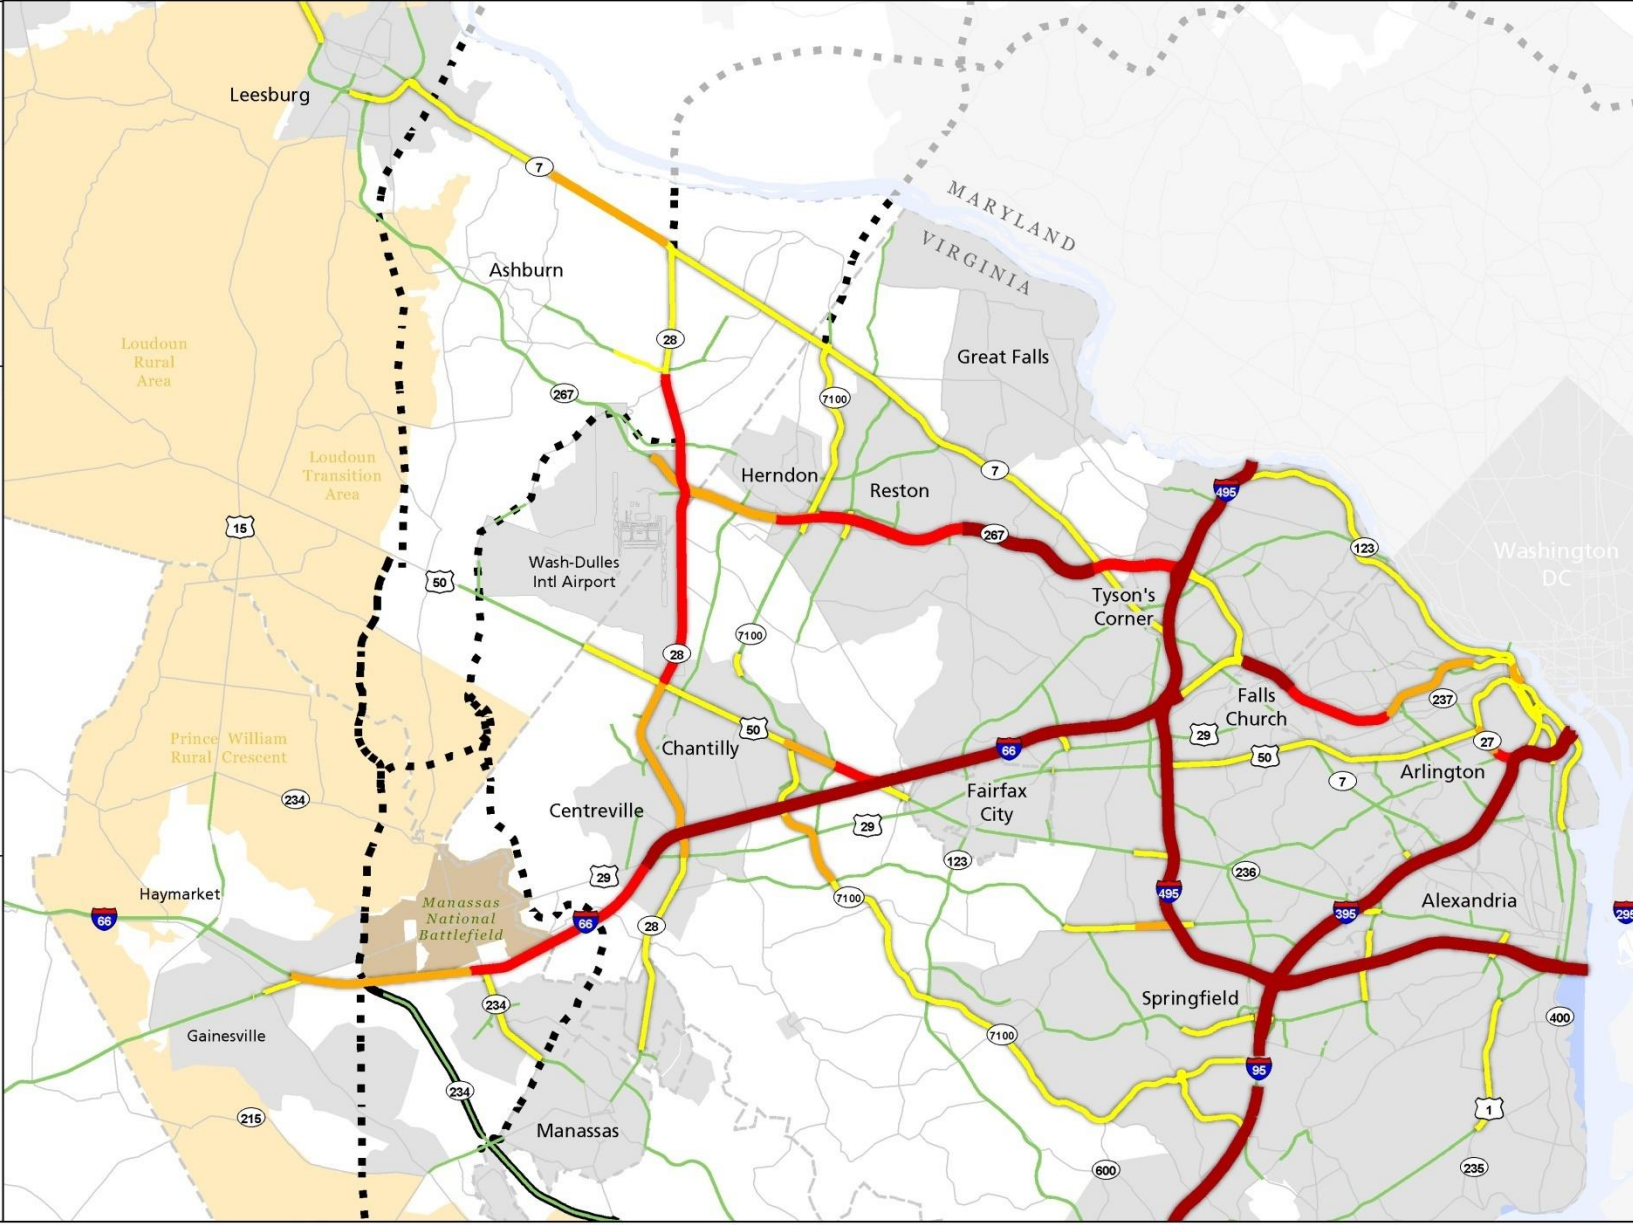 Leesburg
7
MARYLAND
VIRGINIA
Ashburn
28
Great Falls
Loudoun
Rural
Area
267
7100
Loudoun
Transition
Area
Herndon
Reston
7
495
15
267
123
Washington
DC
50
Wash-Dulles
Intl Airport
Tyson's
Corner
7100
28
Falls
Church
237
Prince William
Rural Crescent
50
29
Chantilly
66
50
27
Arlington
7
234
Centreville
Fairfax
City
29
29
123
236
Haymarket
495
7100
Alexandria
Manassas
National
Battlefield
66
66
28
395
295
Springfield
234
400
Gainesville
7100
95
234
215
1
Manassas
600
235